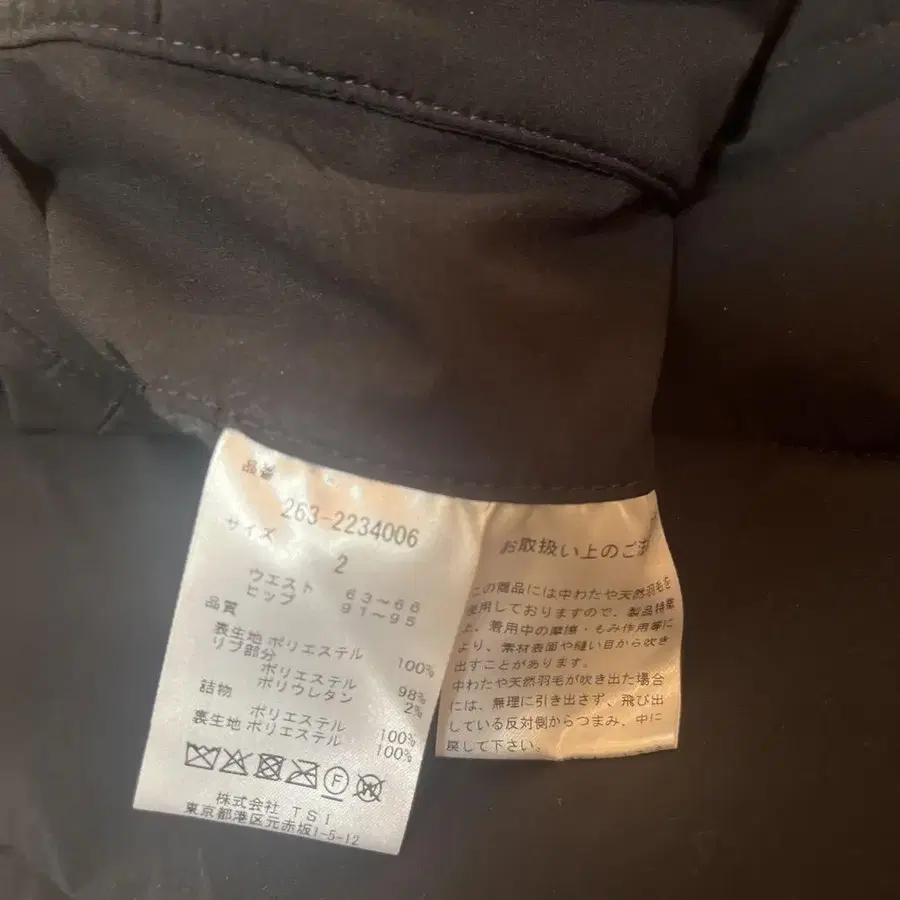 品番
263-2234006
サイズ
2
ウエスト 63〜66
ヒップ 91〜95
品質
表生地 ポリエステル 100%
リブ部分
ポリエステル 98%
ポリウレタン 2%
詰物
ポリエステル 100%
裏生地 ポリエステル 100%
F W
株式会社 TSI
東京都港区元赤坂1-5-12
お取扱い上のご注
この商品には中わたや天然羽毛を
使用しておりますので、製品特性
上、着用中の摩擦・もみ作用等に
より、素材表面や縫い目から吹き
出すことがあります。
中わたや天然羽毛が吹き出た場合
には、無理に引き出さず、飛び出
している反対側からつまみ、中に
戻して下さい。